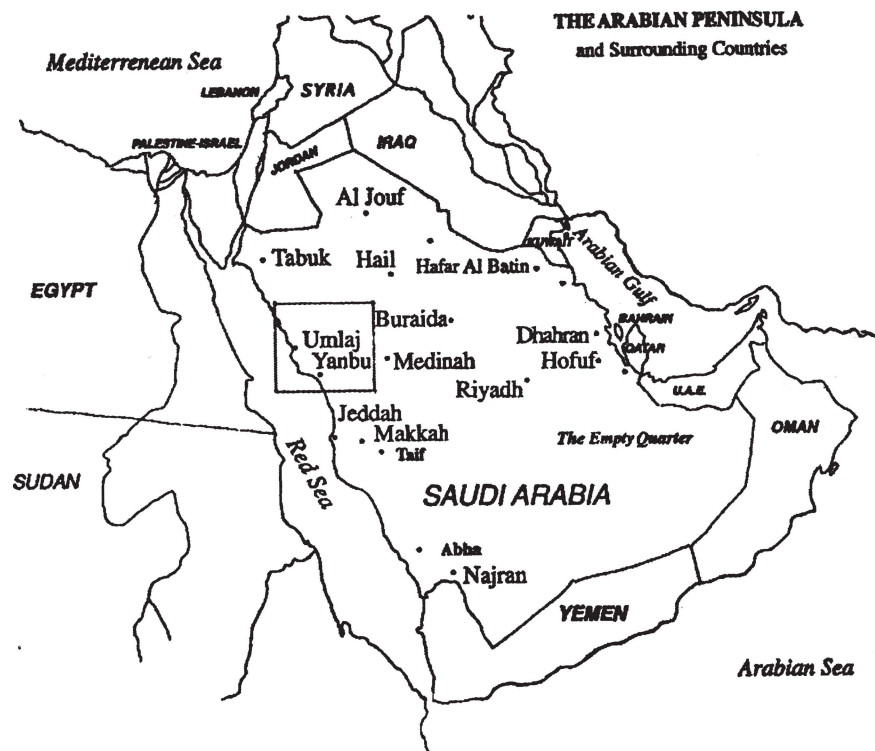 THE ARABIAN PENINSULA
and Surrounding Countries
Mediterrenean Sea
LEBANON
SYRIA
PALESTINE-ISRAEL
JORDAN
IRAQ
Al Jouf
KUWAIT
Arabian Gulf
Tabuk
Hail
Hafar Al Batin
EGYPT
Buraida
BAHRAIN
Umlaj
Dhahran
QATAR
Yanbu
Medinah
Hofuf
Riyadh
U.A.E.
Jeddah
Makkah
The Empty Quarter
OMAN
Taif
Red Sea
SUDAN
SAUDI ARABIA
Abha
Najran
YEMEN
Arabian Sea